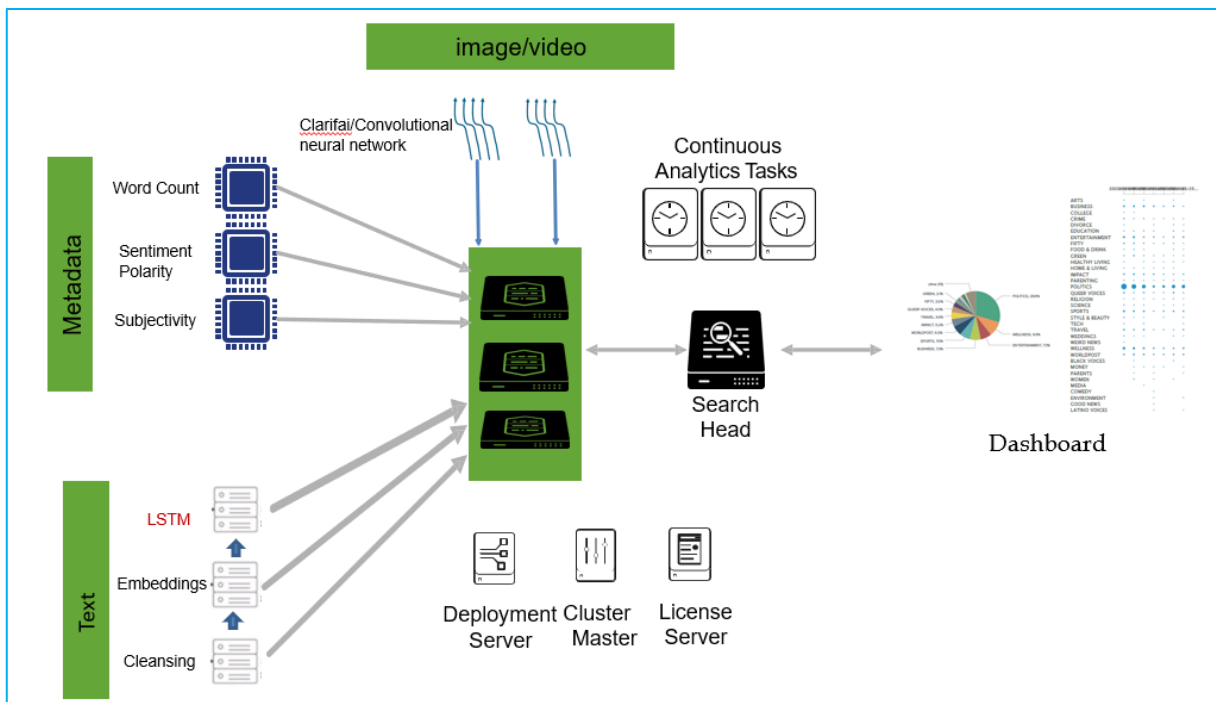 image/video
Clarifai/Convolutional
neural network
Continuous
Analytics Tasks
Metadata
Word Count
Sentiment
Polarity
Subjectivity
Search
Head
Dashboard
ARTS
BUSINESS
COLLEGE
CRIME
DIVORCE
EDUCATION
ENTERTAINMENT
FIFTY
FOOD & DRINK
GREEN
HEALTHY LIVING
HOME & LIVING
IMPACT
PARENTING
POLITICS
QUEER VOICES
RELIGION
SCIENCE
SPORTS
STYLE & BEAUTY
TECH
TRAVEL
WEDDINGS
WEIRD NEWS
WELLNESS
WORLDPOST
BLACK VOICES
MONEY
PARENTS
WOMEN
MEDIA
COMEDY
ENVIRONMENT
GOOD NEWS
LATINO VOICES
Text
LSTM
Embeddings
Cleansing
Deployment
Server
Cluster
Master
License
Server